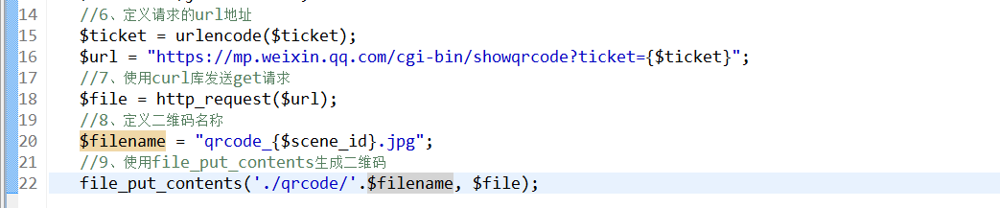 14 //6、定义请求的url地址
15 $ticket = urlencode($ticket);
16 $url = "https://mp.weixin.qq.com/cgi-bin/showqrcode?ticket={$ticket}";
17 //7、使用curl库发送get请求
18 $file = http_request($url);
19 //8、定义二维码名称
20 $filename = "qrcode_{$scene_id}.jpg";
21 //9、使用file_put_contents生成二维码
22 file_put_contents('./qrcode/'.$filename, $file);